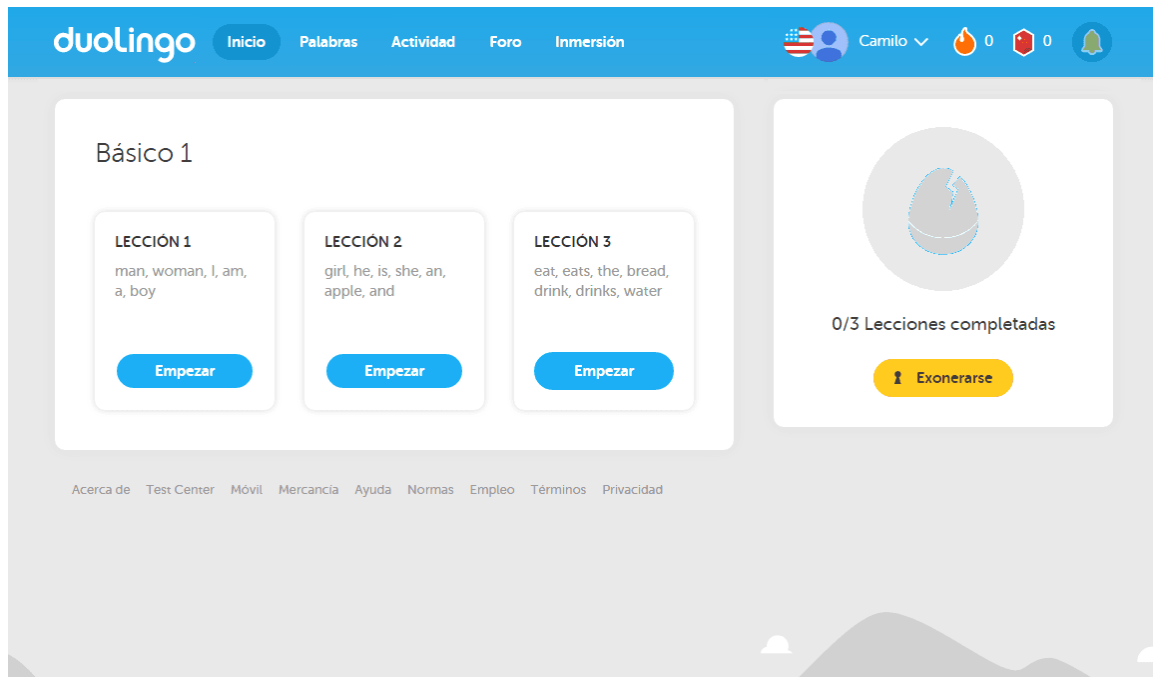 duolingo Inicio Palabras Actividad Foro Inmersión Camilo 0 0
Básico 1
LECCIÓN 1
man, woman, I, am,
a, boy
Empezar
LECCIÓN 2
girl, he, is, she, an,
apple, and
Empezar
LECCIÓN 3
eat, eats, the, bread,
drink, drinks, water
Empezar
0/3 Lecciones completadas
Exonerarse
Acerca de Test Center Móvil Mercancía Ayuda Normas Empleo Términos Privacidad